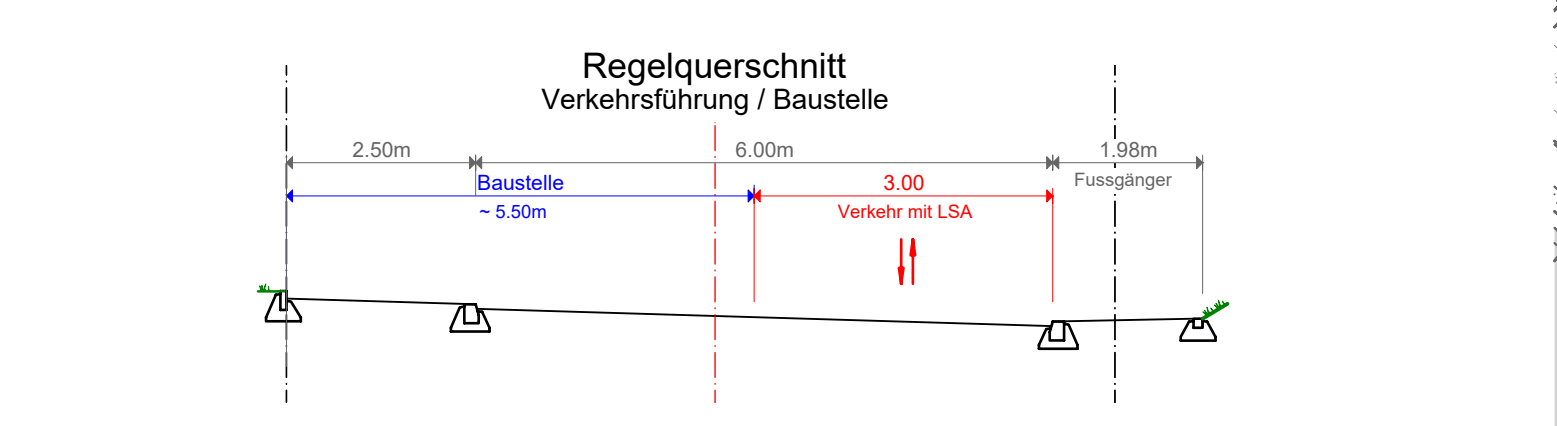 Regelquerschnitt
Verkehrsführung / Baustelle
2.50m 6.00m 1.98m
Baustelle 3.00 Fussgänger
~ 5.50m Verkehr mit LSA